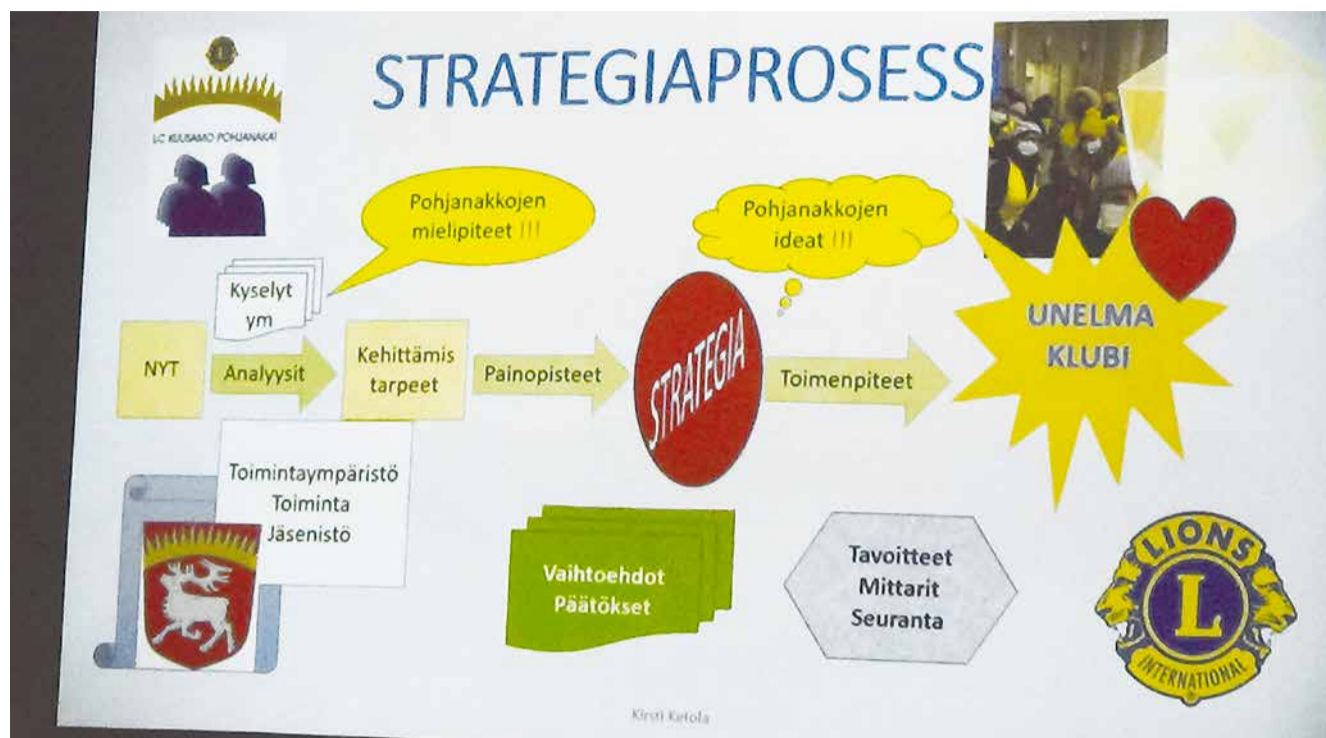 STRATEGIAPROSESSI
LC KUUSAMO POHJANAKAT
Pohjanakkojen
mielipiteet !!!
Pohjanakkojen
ideat !!!
Kyselyt
ym
NYT
Analyysit
Kehittämis
tarpeet
Painopisteet
STRATEGIA
Toimenpiteet
UNELMA
KLUBI
Toimintaympäristö
Toiminta
Jäsenistö
Vaihtoehdot
Päätökset
Tavoitteet
Mittarit
Seuranta
LIONS
L
INTERNATIONAL
Kirsti Ketola